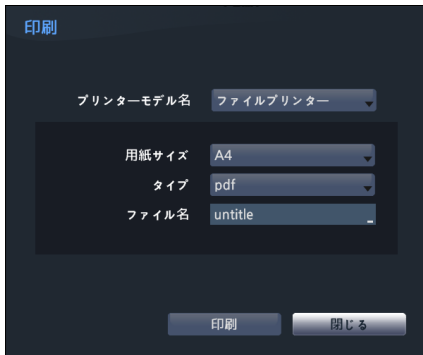 印刷
プリンターモデル名 ファイルプリンター
用紙サイズ A4
タイプ pdf
ファイル名 untitle
印刷 閉じる